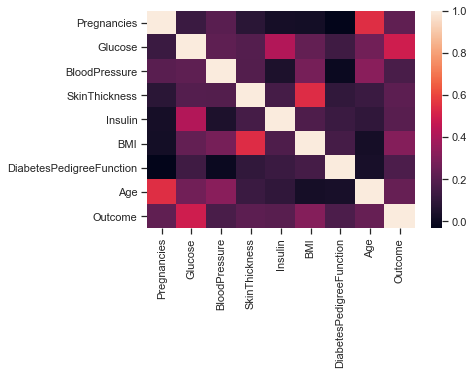 Pregnancies
Glucose
BloodPressure
SkinThickness
Insulin
BMI
DiabetesPedigreeFunction
Age
Outcome
Pregnancies
Glucose
BloodPressure
SkinThickness
Insulin
BMI
DiabetesPedigreeFunction
Age
Outcome
1.0
0.8
0.6
0.4
0.2
0.0